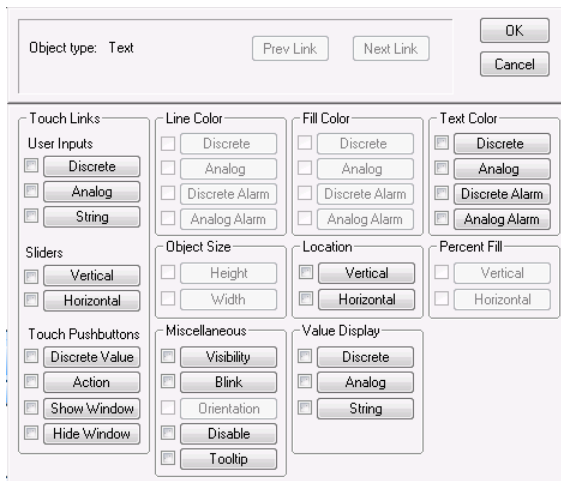 Object type: Text
Prev Link
Next Link
OK
Cancel
Touch Links
User Inputs
Discrete
Analog
String
Sliders
Vertical
Horizontal
Touch Pushbuttons
Discrete Value
Action
Show Window
Hide Window
Line Color
Discrete
Analog
Discrete Alarm
Analog Alarm
Object Size
Height
Width
Miscellaneous
Visibility
Blink
Orientation
Disable
Tooltip
Fill Color
Discrete
Analog
Discrete Alarm
Analog Alarm
Location
Vertical
Horizontal
Value Display
Discrete
Analog
String
Text Color
Discrete
Analog
Discrete Alarm
Analog Alarm
Percent Fill
Vertical
Horizontal